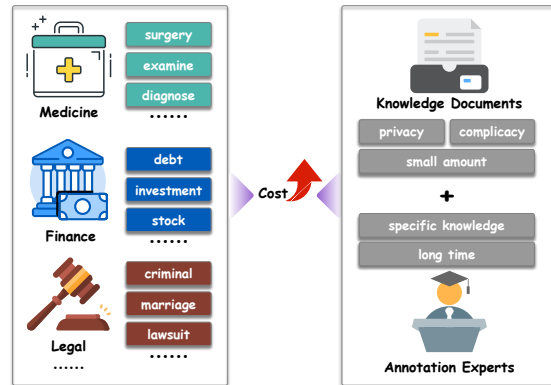 surgery
examine
diagnose
......
Medicine
debt
investment
stock
......
Finance
criminal
marriage
lawsuit
......
Legal
......
Cost
Knowledge Documents
privacy complicacy
small amount
+
specific knowledge
long time
Annotation Experts